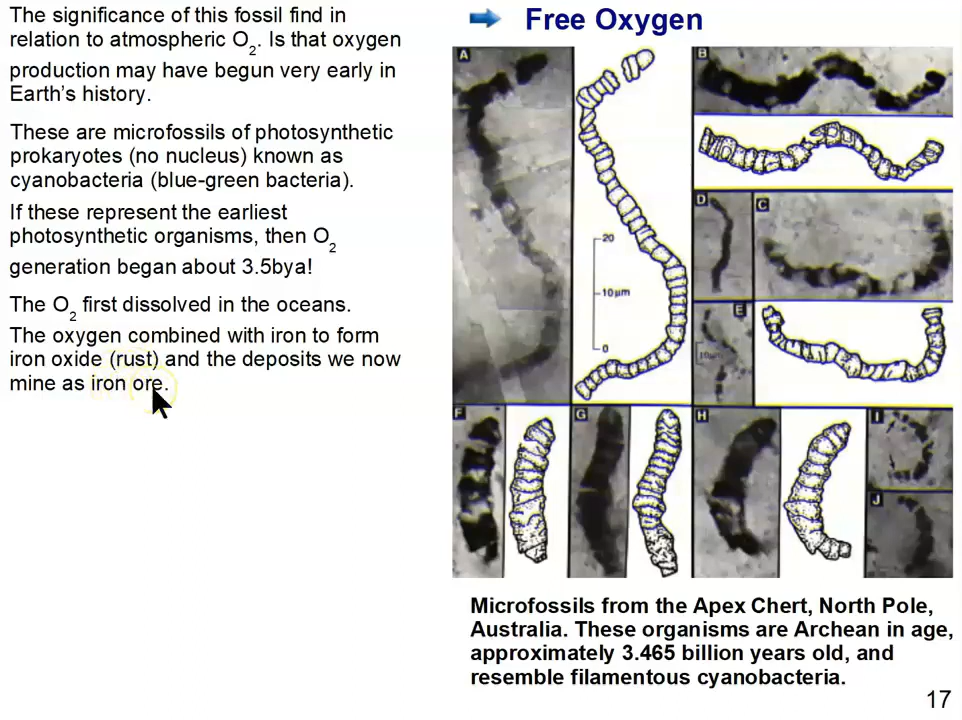 The significance of this fossil find in
relation to atmospheric O2. Is that oxygen
production may have begun very early in
Earth's history.
These are microfossils of photosynthetic
prokaryotes (no nucleus) known as
cyanobacteria (blue-green bacteria).
If these represent the earliest
photosynthetic organisms, then O2
generation began about 3.5bya!
The O2 first dissolved in the oceans.
The oxygen combined with iron to form
iron oxide (rust) and the deposits we now
mine as iron ore.
Free Oxygen
A
B
D
C
20
10µm
0
E
10µm
F
G
H
I
J
Microfossils from the Apex Chert, North Pole,
Australia. These organisms are Archean in age,
approximately 3.465 billion years old, and
resemble filamentous cyanobacteria.
17